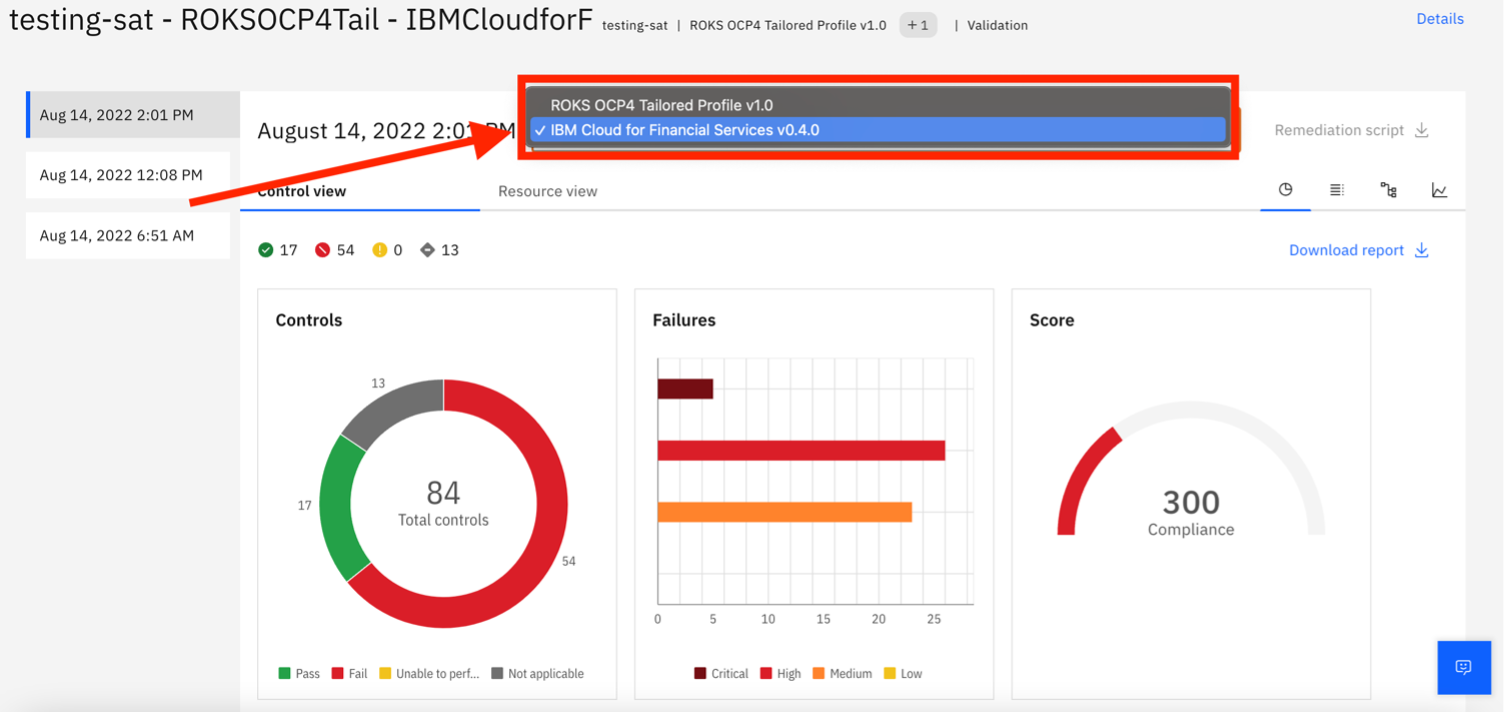 testing-sat - ROKSOCP4Tail - IBMCloudforF testing-sat | ROKS OCP4 Tailored Profile v1.0 +1 | Validation Details
Aug 14, 2022 2:01 PM
Aug 14, 2022 12:08 PM
Aug 14, 2022 6:51 AM
ROKS OCP4 Tailored Profile v1.0
August 14, 2022 2:01 PM ✓ IBM Cloud for Financial Services v0.4.0 Remediation script
Control view Resource view
17 54 0 13 Download report
Controls
13
17
84
Total controls
54
Pass Fail Unable to perf... Not applicable
Failures
0 5 10 15 20 25
Critical High Medium Low
Score
300
Compliance